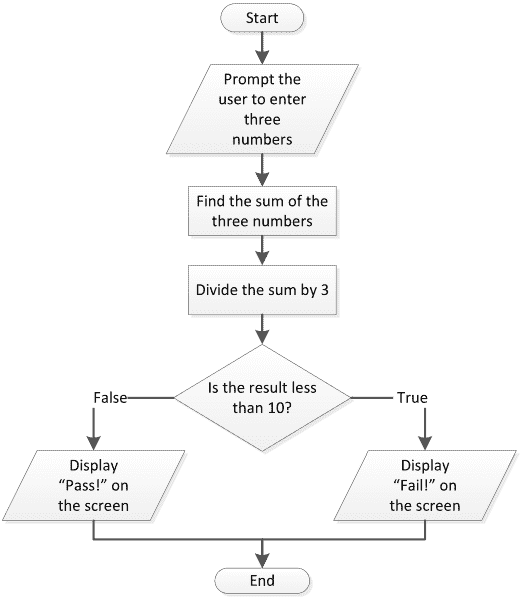 Start
Prompt the
user to enter
three
numbers
Find the sum of the
three numbers
Divide the sum by 3
Is the result less
than 10?
False
True
Display
“Pass!” on
the screen
Display
“Fail!” on
the screen
End